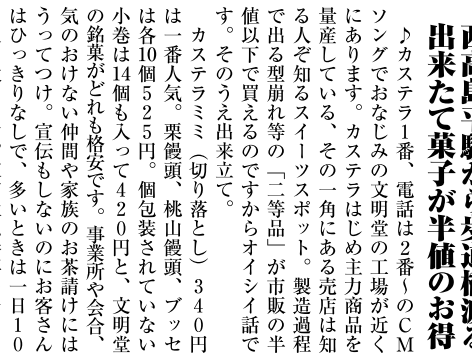 西高島平駅から歩道橋渡る
出来たて菓子が半値のお得
♪カステラ1番、電話は2番～のCM
ソングでおなじみの文明堂の工場が近く
にあります。カステラはじめ主力商品を
量産している、その一角にある売店は知
る人ぞ知るスイーツスポット。製造過程
で出る型崩れ等の「二等品」が市販の半
値以下で買えるのですからオイシイ話で
す。そのうえ出来立て。
カステラミミ（切り落とし）340円
は一番人気。栗饅頭、桃山饅頭、ブッセ
は各10個525円。個包装されていない
小巻は14個も入って420円と、文明堂
の銘菓がどれも格安です。事業所や会合、
気のおけない仲間や家族のお茶請けには
うってつけ。宣伝もしないのにお客さん
はひっきりなしで、多いときは一日10